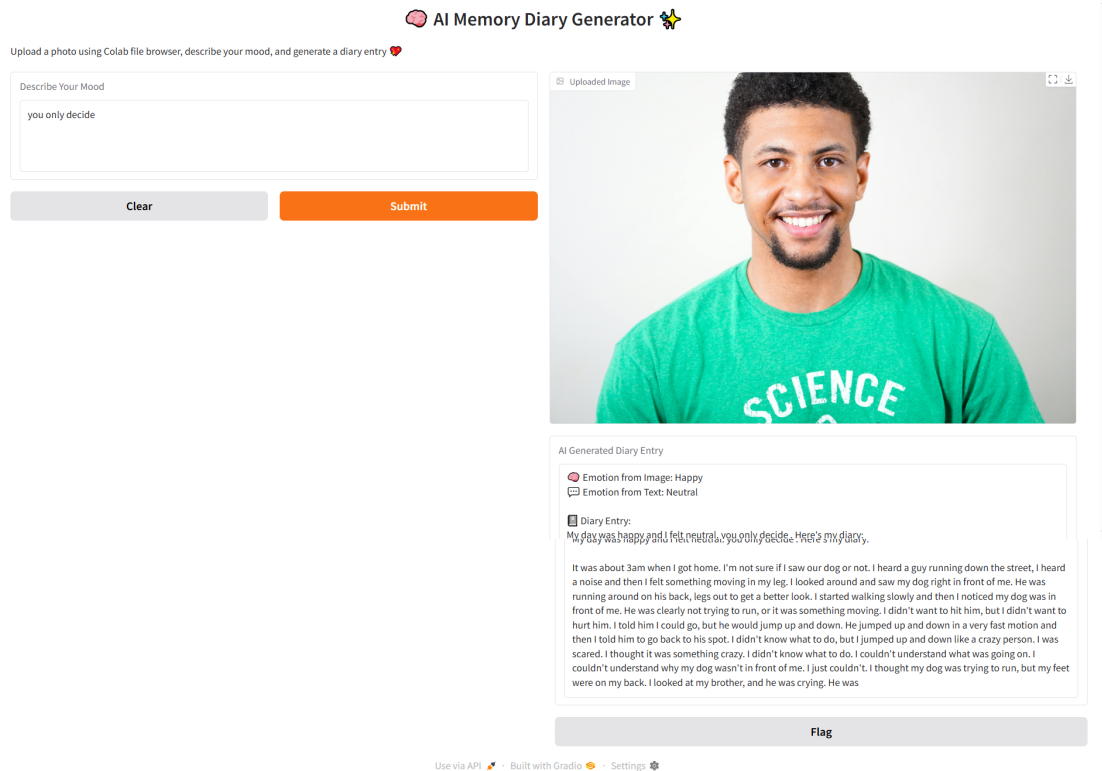 🧠 AI Memory Diary Generator ✨
Upload a photo using Colab file browser, describe your mood, and generate a diary entry 💖
Describe Your Mood
you only decide
Clear
Submit
Uploaded Image
SCIENCE
AI Generated Diary Entry
🧠 Emotion from Image: Happy
💬 Emotion from Text: Neutral
📓 Diary Entry:
My day was happy and I felt neutral. you only decide . Here's my diary:
My day was happy and I felt neutral. you only decide . Here's my diary:
It was about 3am when I got home. I'm not sure if I saw our dog or not. I heard a guy running down the street, I heard
a noise and then I felt something moving in my leg. I looked around and saw my dog right in front of me. He was
running around on his back, legs out to get a better look. I started walking slowly and then I noticed my dog was in
front of me. He was clearly not trying to run, or it was something moving. I didn't want to hit him, but I didn't want to
hurt him. I told him I could go, but he would jump up and down. He jumped up and down in a very fast motion and
then I told him to go back to his spot. I didn't know what to do, but I jumped up and down like a crazy person. I was
scared. I thought it was something crazy. I didn't know what to do. I couldn't understand what was going on. I
couldn't understand why my dog wasn't in front of me. I just couldn't. I thought my dog was trying to run, but my feet
were on my back. I looked at my brother, and he was crying. He was
Flag
Use via API 🚀 · Built with Gradio · Settings ⚙️